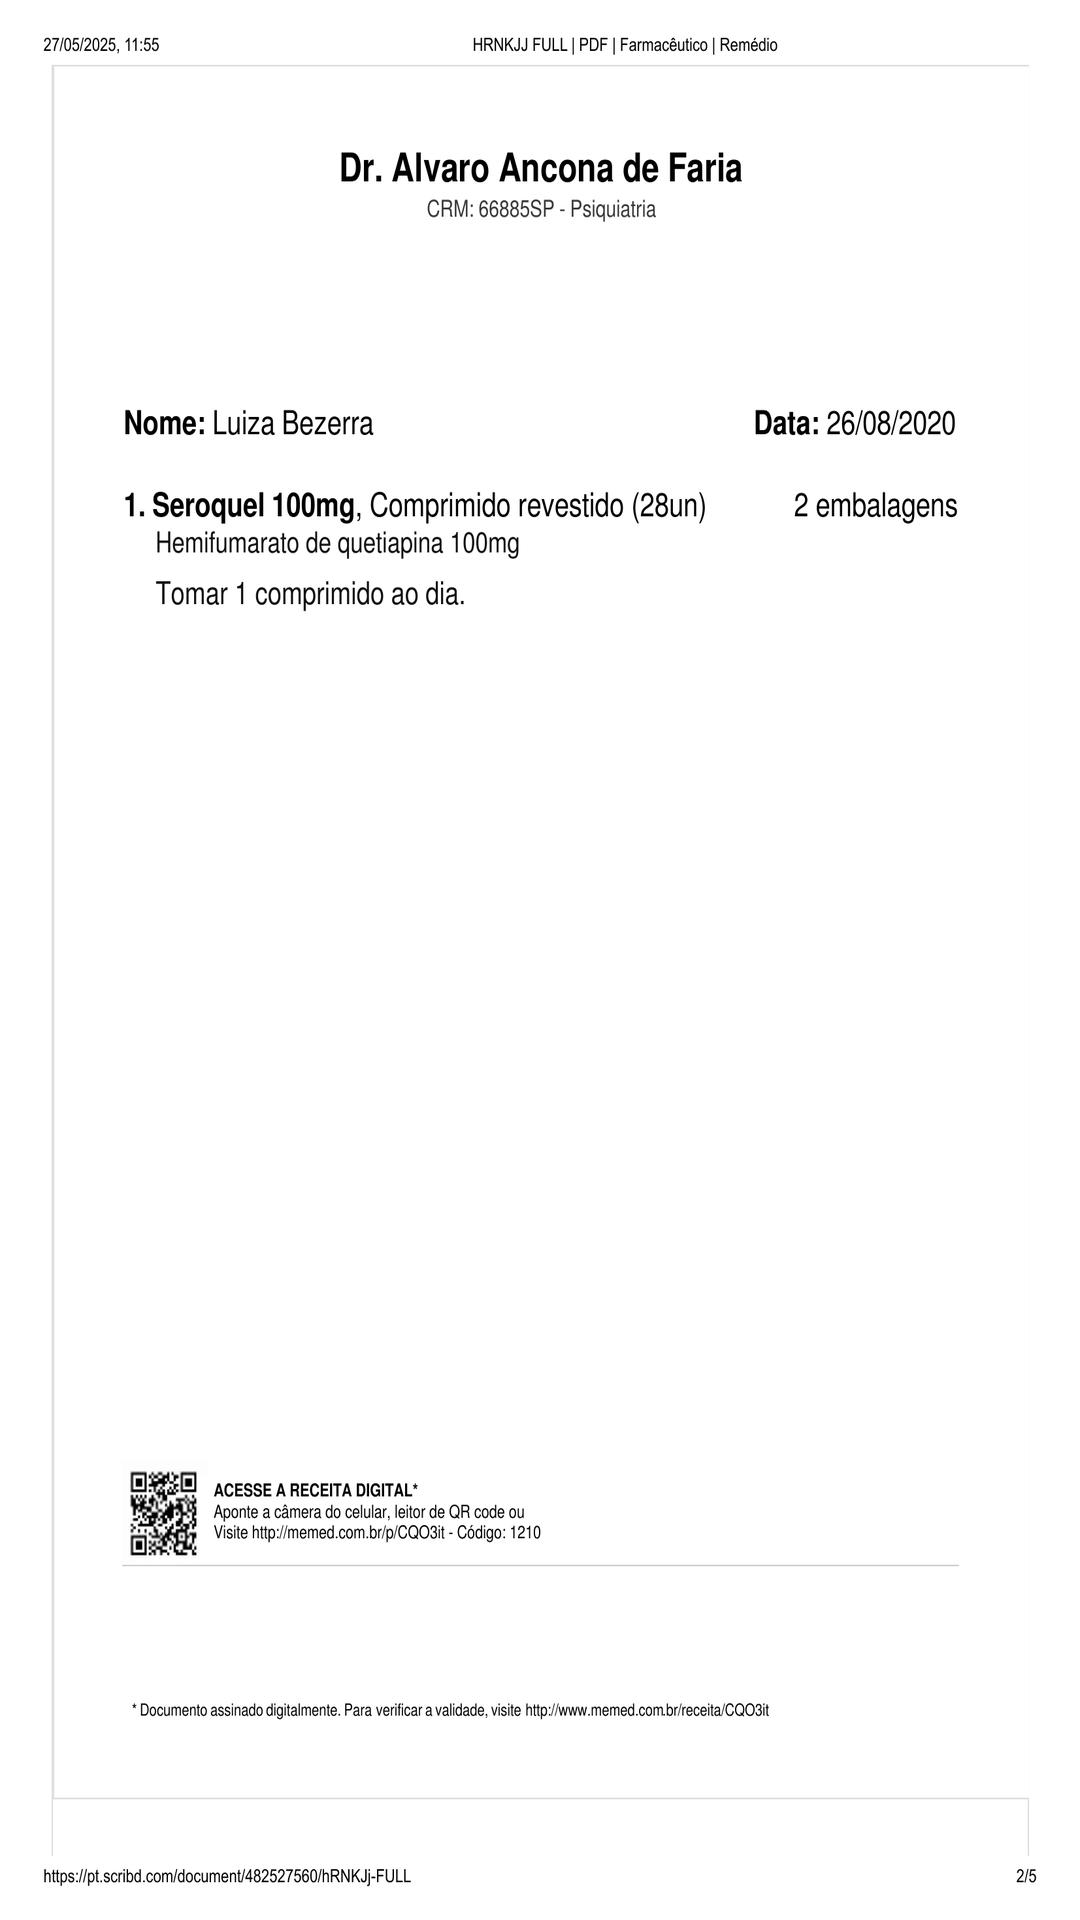 27/05/2025, 11:55 HRNKJJ FULL | PDF | Farmacêutico | Remédio
Dr. Alvaro Ancona de Faria
CRM: 66885SP - Psiquiatria
Nome: Luiza Bezerra Data: 26/08/2020
1. Seroquel 100mg, Comprimido revestido (28un) 2 embalagens
Hemifumarato de quetiapina 100mg
Tomar 1 comprimido ao dia.
ACESSE A RECEITA DIGITAL*
Aponte a câmera do celular, leitor de QR code ou
Visite http://memed.com.br/p/CQO3it - Código: 1210
* Documento assinado digitalmente. Para verificar a validade, visite http://www.memed.com.br/receita/CQO3it
https://pt.scribd.com/document/482527560/hRNKJj-FULL 2/5